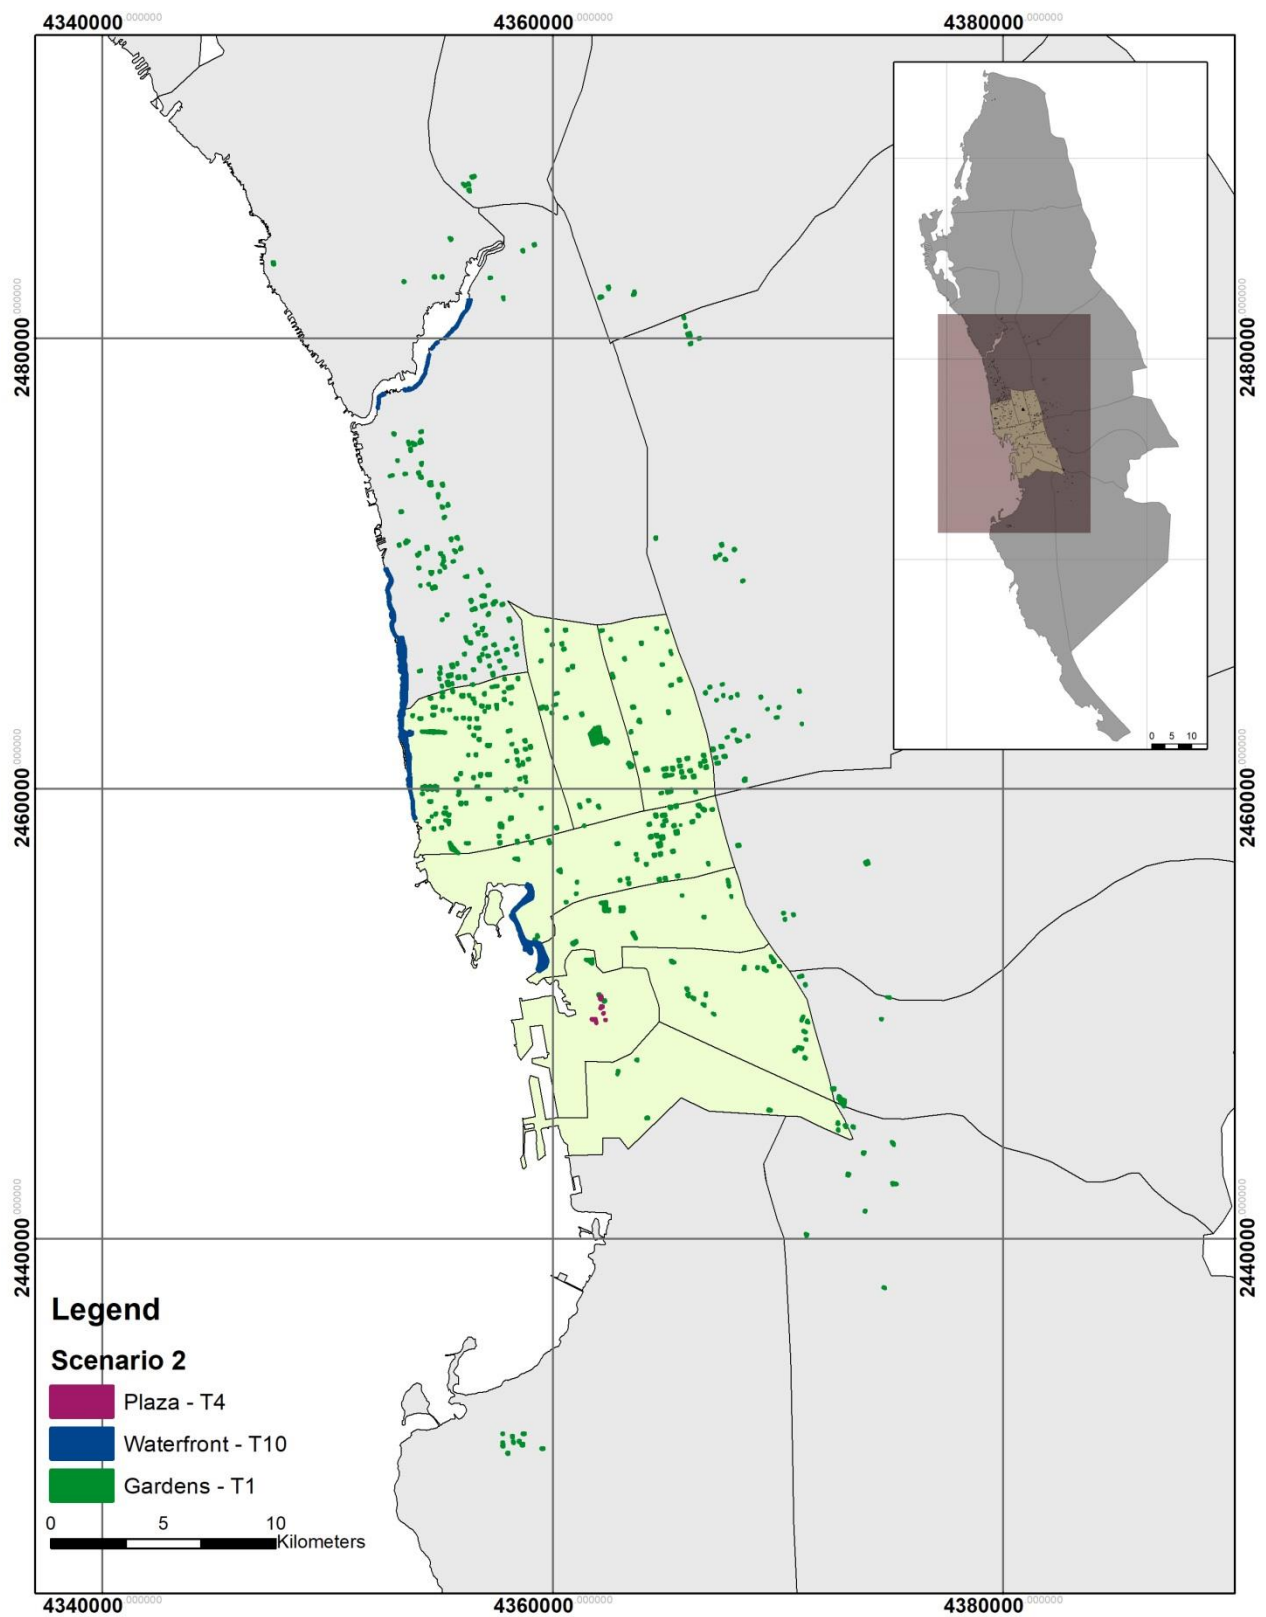 4340000.000000 4360000.000000 4380000.000000
0 5 10
2480000.000000 2480000.000000
2460000.000000 2460000.000000
2440000.000000 2440000.000000
Legend
Scenario 2
Plaza - T4
Waterfront - T10
Gardens - T1
0 5 10
Kilometers
4340000.000000 4360000.000000 4380000.000000